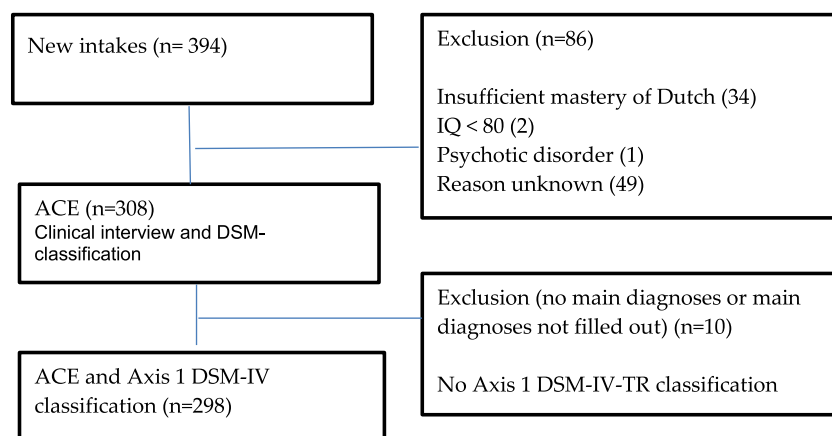 New intakes (n= 394)
Exclusion (n=86)
Insufficient mastery of Dutch (34)
IQ < 80 (2)
Psychotic disorder (1)
Reason unknown (49)
ACE (n=308)
Clinical interview and DSM-
classification
Exclusion (no main diagnoses or main
diagnoses not filled out) (n=10)
No Axis 1 DSM-IV-TR classification
ACE and Axis 1 DSM-IV
classification (n=298)